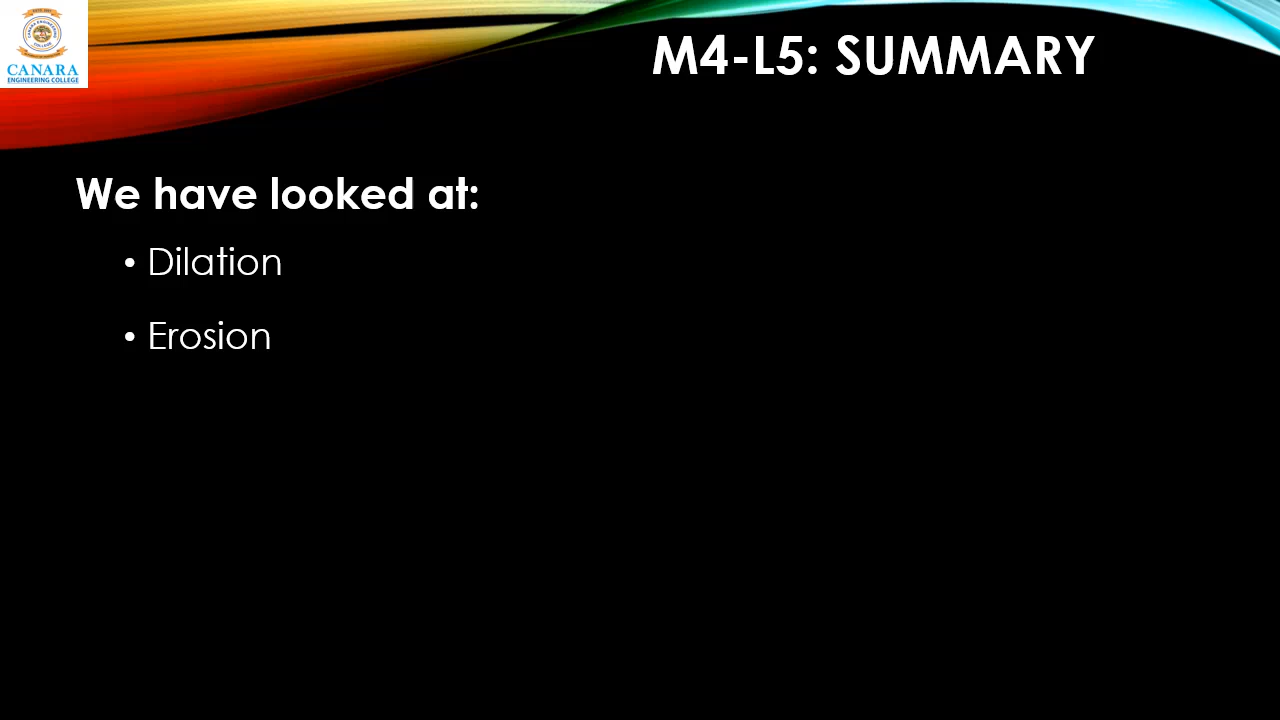 CANARA
ENGINEERING COLLEGE
M4-L5: SUMMARY
We have looked at:
• Dilation
• Erosion